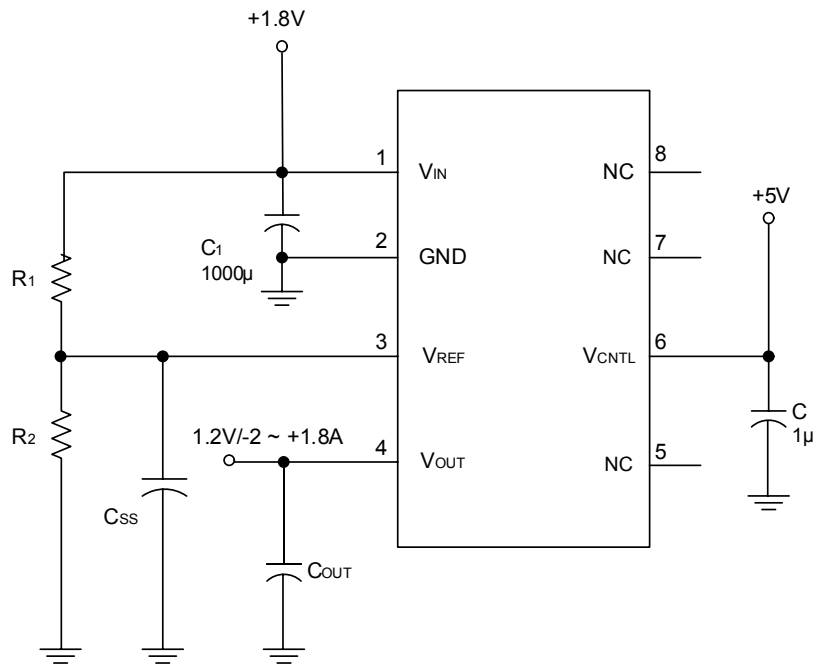 +1.8V
1
VIN
NC
8
+5V
C1
1000µ
2
GND
NC
7
R1
3
VREF
VCNTL
6
C
1µ
R2
1.2V/-2 ~ +1.8A
4
VOUT
NC
5
CSS
COUT